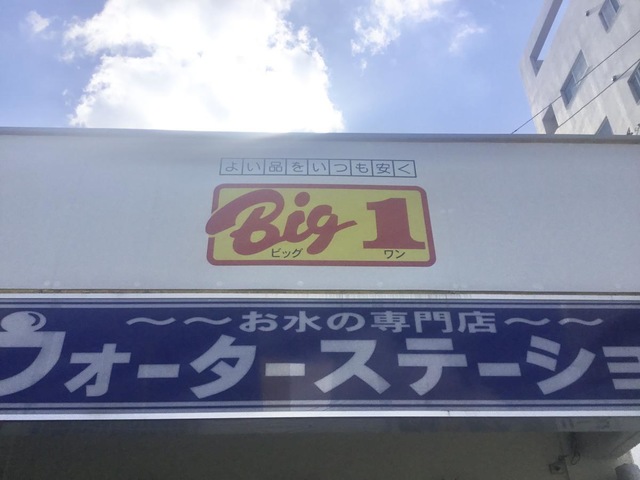 よい品をいつも安く
Big 1
ビッグ ワン
～～お水の専門店～～
ウォーターステーショ